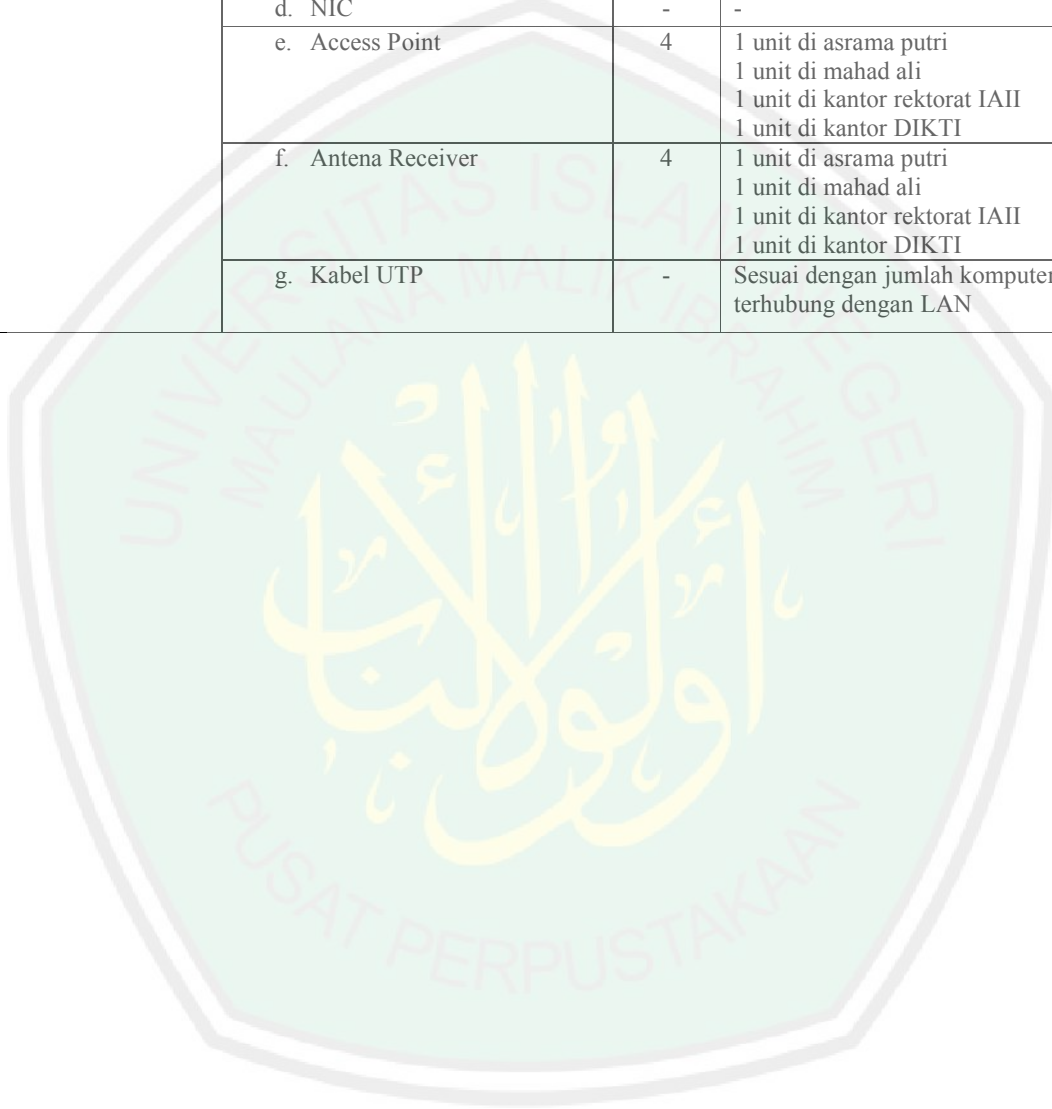 d. NIC - -
e. Access Point 4 1 unit di asrama putri
1 unit di mahad ali
1 unit di kantor rektorat IAII
1 unit di kantor DIKTI
f. Antena Receiver 4 1 unit di asrama putri
1 unit di mahad ali
1 unit di kantor rektorat IAII
1 unit di kantor DIKTI
g. Kabel UTP - Sesuai dengan jumlah komputer
terhubung dengan LAN
UNIVERSITAS ISLAM NEGERI
MAULANA MALIK IBRAHIM
أولو الألباب
PUSAT PERPUSTAKAAN